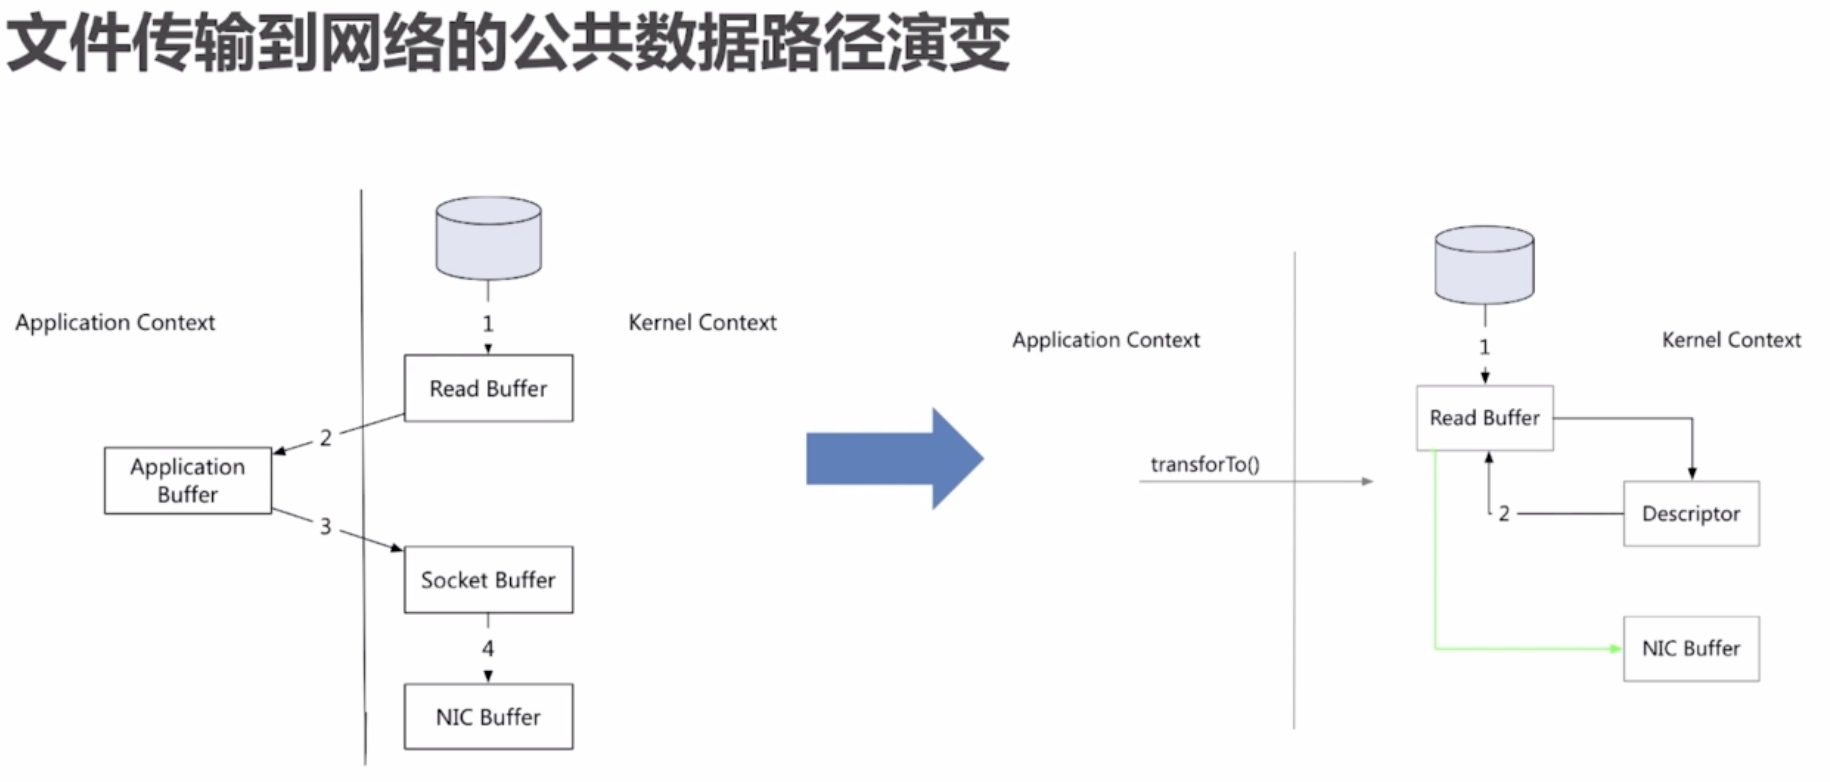 文件传输到网络的公共数据路径演变
Application Context
Kernel Context
1
Read Buffer
2
Application
Buffer
3
Socket Buffer
4
NIC Buffer
Application Context
Kernel Context
1
Read Buffer
transforTo()
2
Descriptor
NIC Buffer